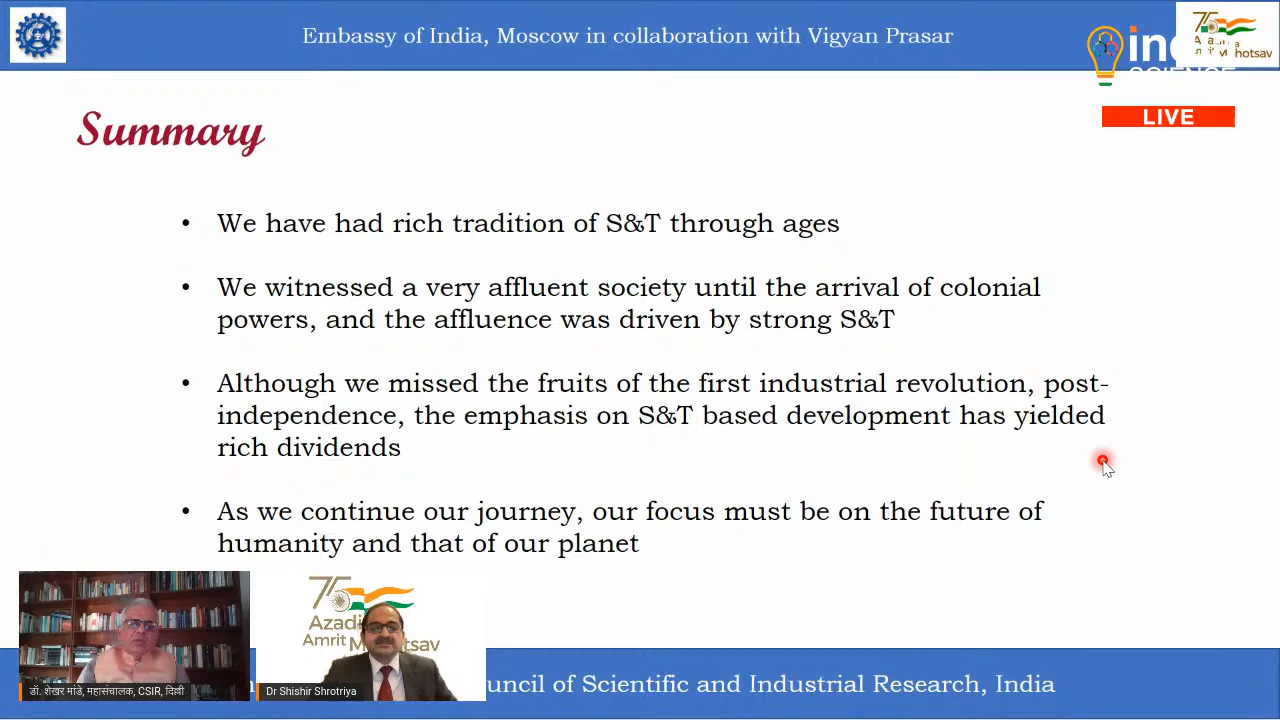 Embassy of India, Moscow in collaboration with Vigyan Prasar
75
LIVE
Summary
• We have had rich tradition of S&T through ages
• We witnessed a very affluent society until the arrival of colonial
powers, and the affluence was driven by strong S&T
• Although we missed the fruits of the first industrial revolution, post-
independence, the emphasis on S&T based development has yielded
rich dividends
• As we continue our journey, our focus must be on the future of
humanity and that of our planet
75
Azadi
Amrit
डॉ. शेखर मांडे, महासंचालक, CSIR, दिल्ली
Dr Shishir Shrotriya
of Scientific and Industrial Research, India